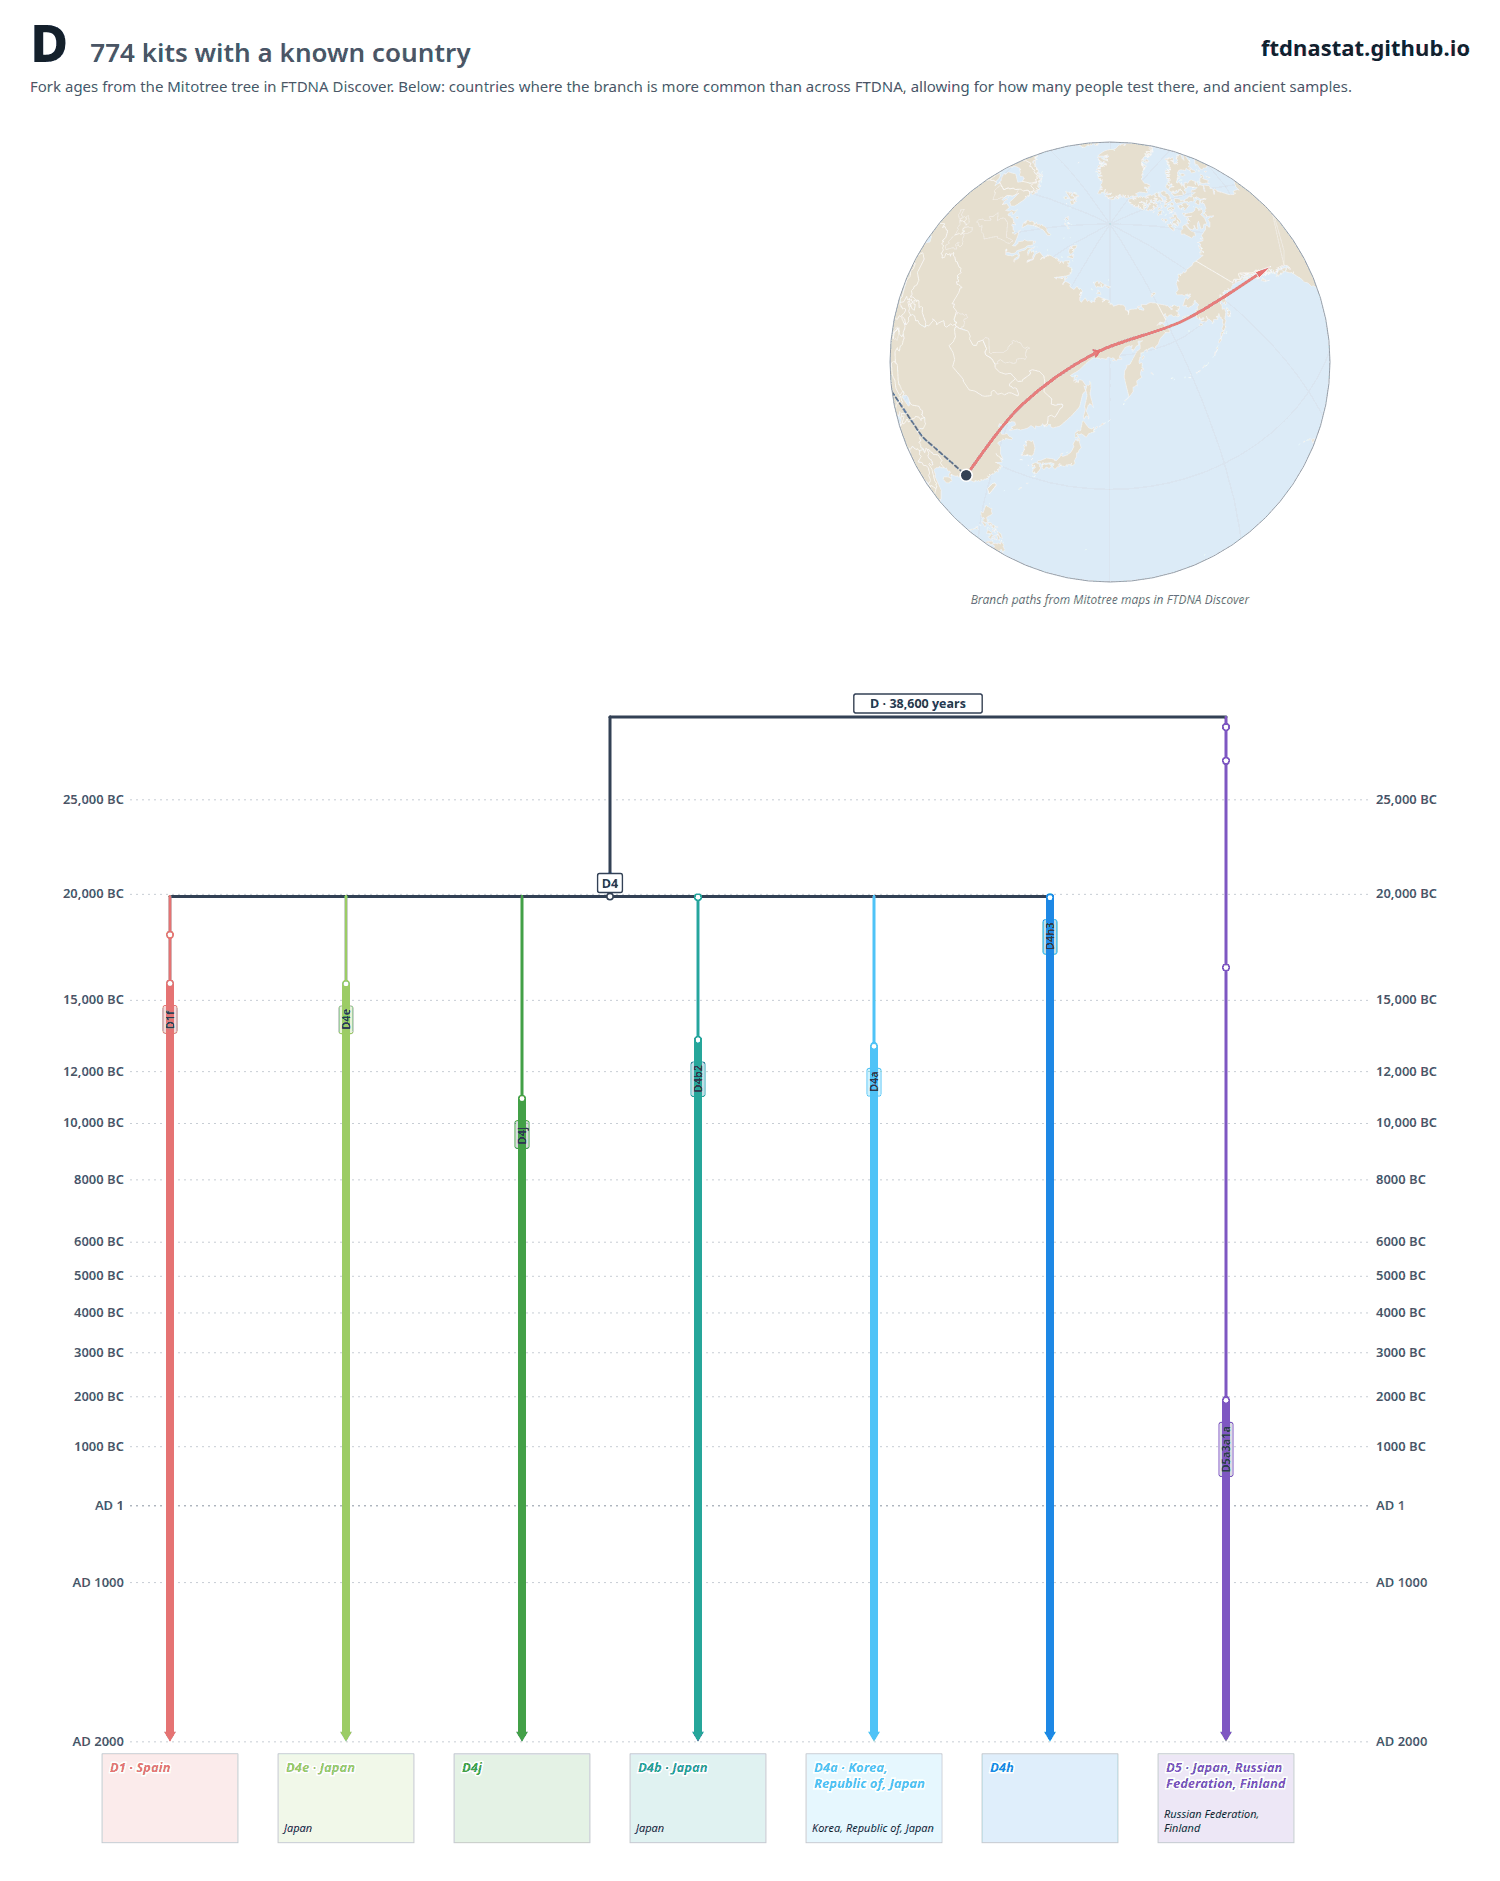 D 774 kits with a known country
ftdnastat.github.io
Fork ages from the Mitotree tree in FTDNA Discover. Below: countries where the branch is more common than across FTDNA, allowing for how many people test there, and ancient samples.
Branch paths from Mitotree maps in FTDNA Discover
D · 38,600 years
25,000 BC 25,000 BC
D4
20,000 BC 20,000 BC
D4h3
15,000 BC 15,000 BC
D1f D4e
12,000 BC 12,000 BC
D4b2 D4a
10,000 BC 10,000 BC
D4j
8000 BC 8000 BC
6000 BC 6000 BC
5000 BC 5000 BC
4000 BC 4000 BC
3000 BC 3000 BC
2000 BC 2000 BC
1000 BC 1000 BC
D5a3a1a
AD 1 AD 1
AD 1000 AD 1000
AD 2000 AD 2000
D1 · Spain
D4e · Japan
Japan
D4j
D4b · Japan
Japan
D4a · Korea,
Republic of, Japan
Korea, Republic of, Japan
D4h
D5 · Japan, Russian
Federation, Finland
Russian Federation,
Finland